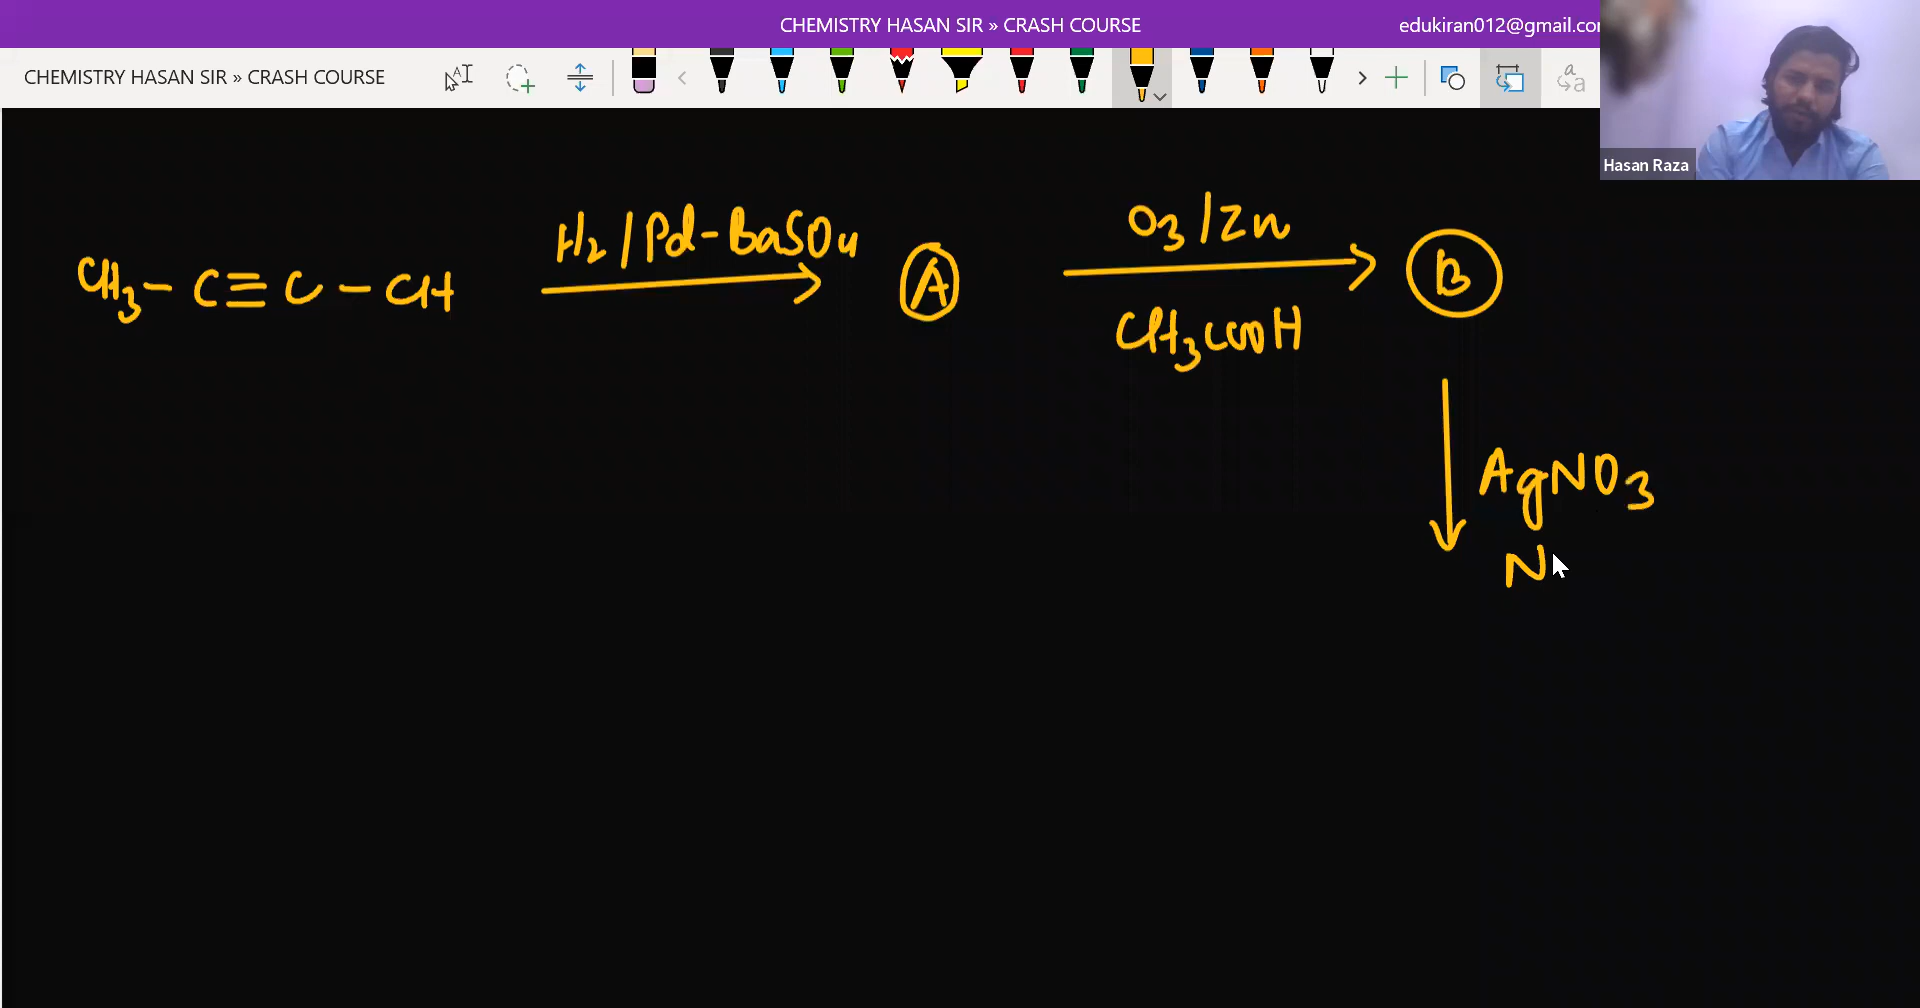 CHEMISTRY HASAN SIR » CRASH COURSE
edukiran012@gmail.co
CHEMISTRY HASAN SIR » CRASH COURSE
Hasan Raza
CH₃- C≡C-CH
H₂/Pd-BaSO₄
A
O₃/Zn
CH₃COOH
B
AgNO₃
N